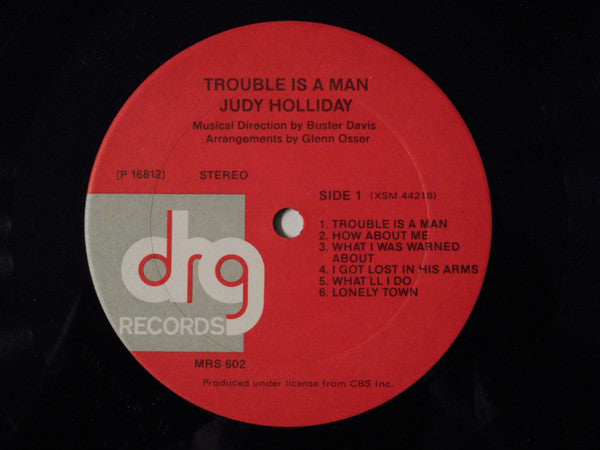 TROUBLE IS A MAN
JUDY HOLLIDAY
Musical Direction by Buster Davis
Arrangements by Glenn Osser
(P 16812) STEREO
SIDE 1 (XSM 44218)
1. TROUBLE IS A MAN
2. HOW ABOUT ME
3. WHAT I WAS WARNED
ABOUT
4. I GOT LOST IN HIS ARMS
5. WHAT'LL I DO
6. LONELY TOWN
drg
RECORDS
MRS 602
Produced under license from CBS Inc.